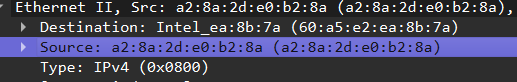 Ethernet II, Src: a2:8a:2d:e0:b2:8a (a2:8a:2d:e0:b2:8a),
Destination: Intel_ea:8b:7a (60:a5:e2:ea:8b:7a)
Source: a2:8a:2d:e0:b2:8a (a2:8a:2d:e0:b2:8a)
Type: IPv4 (0x0800)